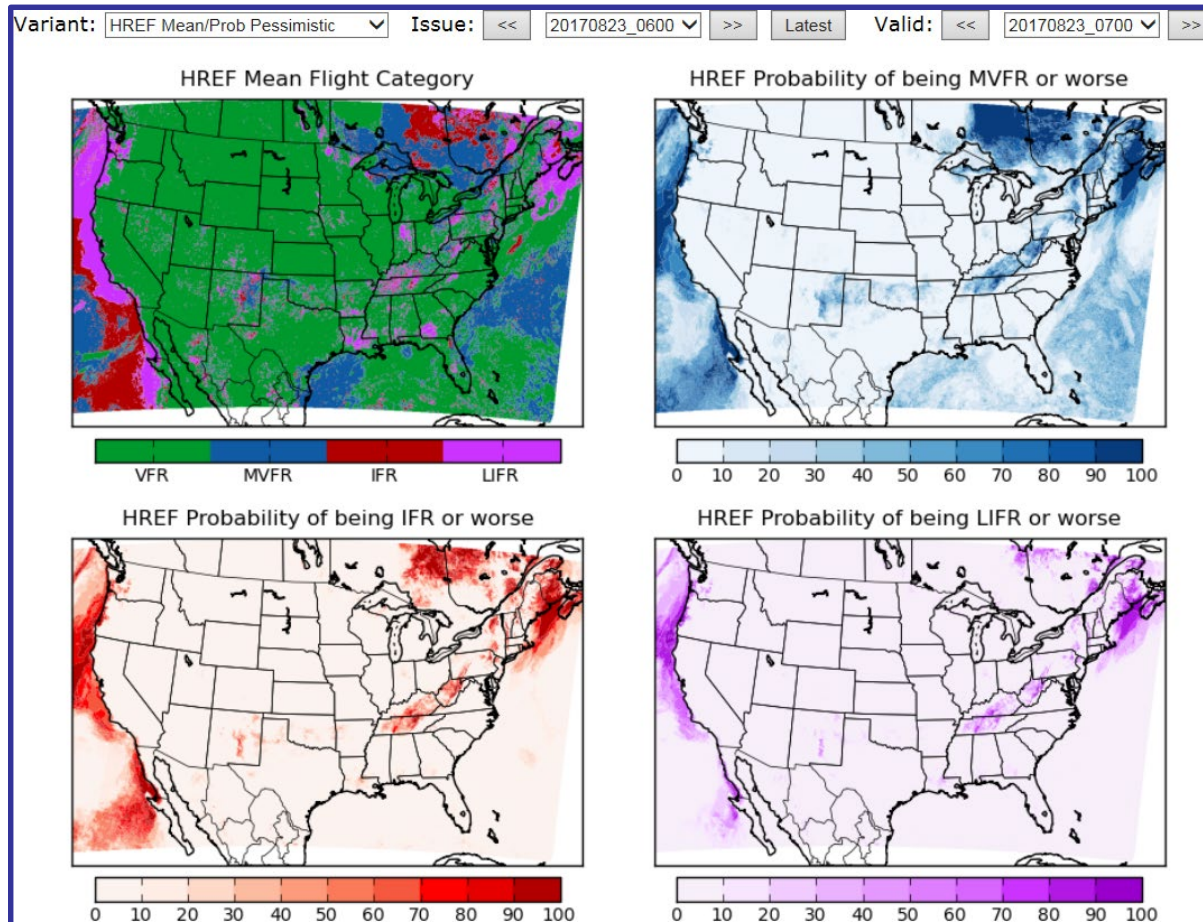 Variant: HREF Mean/Prob Pessimistic Issue: << 20170823_0600 >> Latest Valid: << 20170823_0700 >>
HREF Mean Flight Category
HREF Probability of being MVFR or worse
VFR MVFR IFR LIFR
0 10 20 30 40 50 60 70 80 90 100
HREF Probability of being IFR or worse
HREF Probability of being LIFR or worse
0 10 20 30 40 50 60 70 80 90 100
0 10 20 30 40 50 60 70 80 90 100